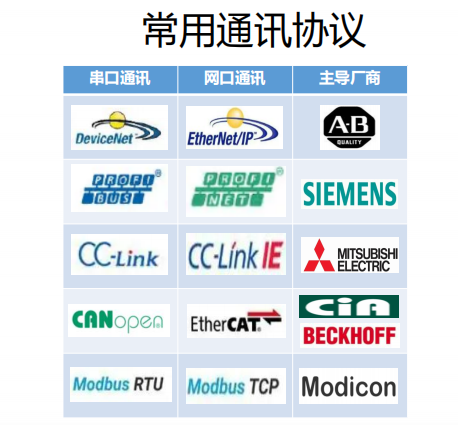 常用通讯协议
串口通讯 网口通讯 主导厂商
DeviceNet EtherNet/IP A-B QUALITY
PROFI BUS ® PROFI NET ® SIEMENS
CC-Link CC-Link IE MITSUBISHI ELECTRIC
CANopen EtherCAT CiA BECKHOFF
Modbus RTU Modbus TCP Modicon